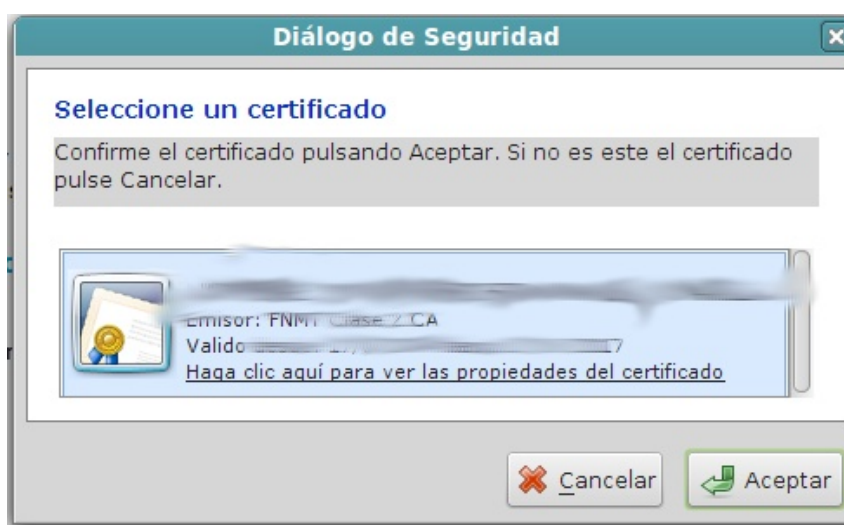 Diálogo de Seguridad
Seleccione un certificado
Confirme el certificado pulsando Aceptar. Si no es este el certificado
pulse Cancelar.
Emisor: FNMT Clase 2 CA
Valido
Haga clic aquí para ver las propiedades del certificado
Cancelar
Aceptar